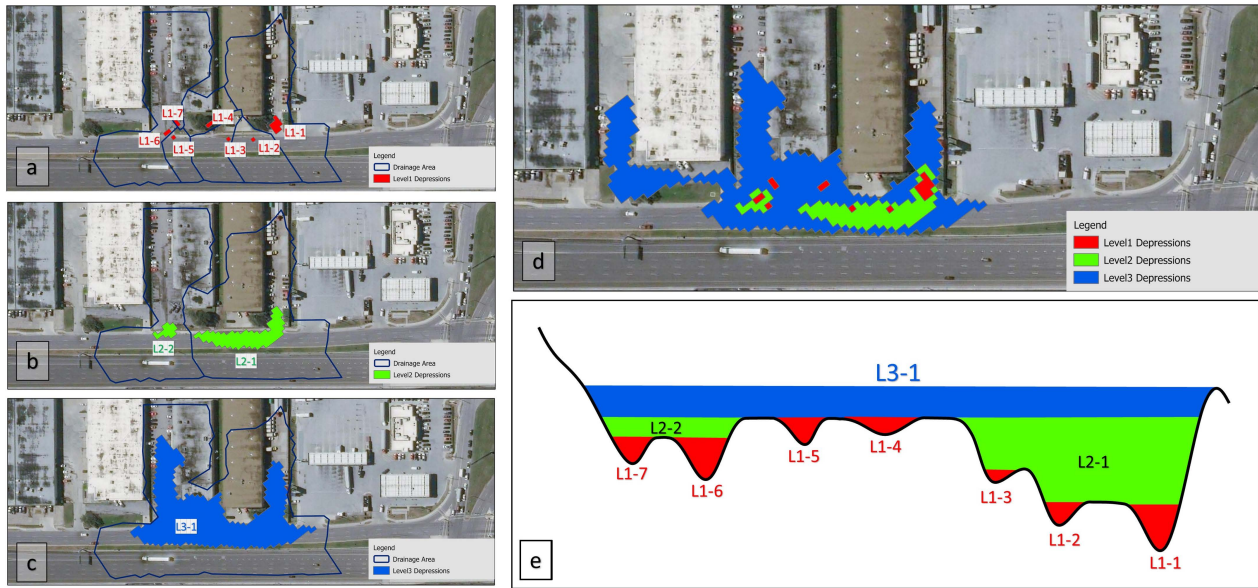 L1-7
L1-4
L1-1
L1-6
L1-5
L1-3
L1-2
a
Legend
Drainage Area
Level1 Depressions
L2-2
L2-1
b
Legend
Drainage Area
Level2 Depressions
L3-1
c
Legend
Drainage Area
Level3 Depressions
d
Legend
Level1 Depressions
Level2 Depressions
Level3 Depressions
L3-1
L2-2
L2-1
L1-7
L1-6
L1-5
L1-4
L1-3
L1-2
L1-1
e